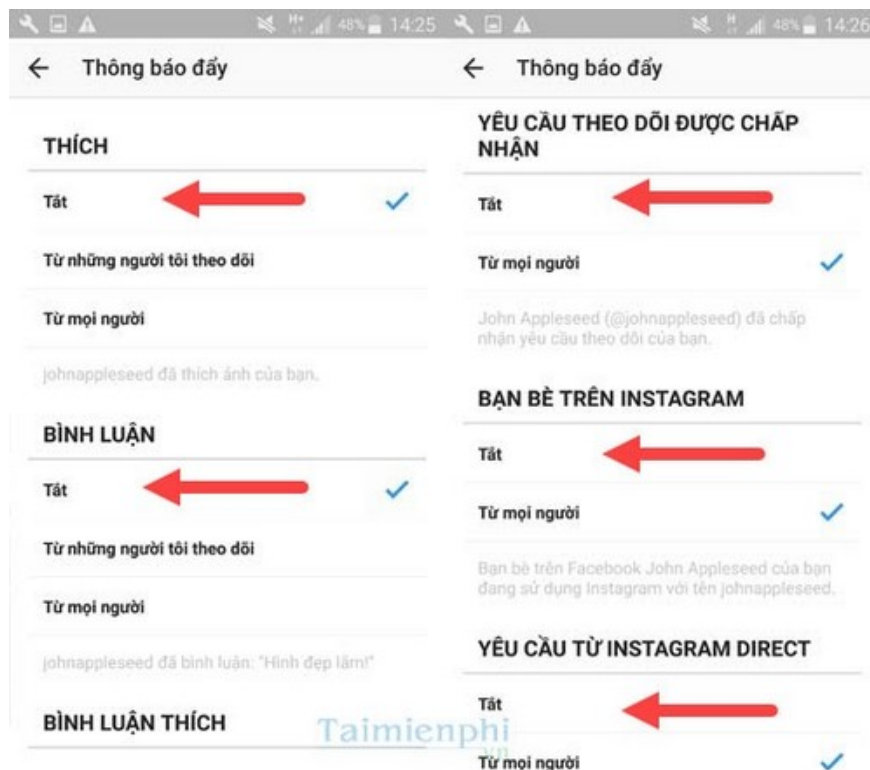 48% 14:25
Thông báo đẩy
THÍCH
Tắt
Từ những người tôi theo dõi
Từ mọi người
johnappleseed đã thích ảnh của bạn.
BÌNH LUẬN
Tắt
Từ những người tôi theo dõi
Từ mọi người
johnappleseed đã bình luận: "Hình đẹp lắm!"
BÌNH LUẬN THÍCH
48% 14:26
Thông báo đẩy
YÊU CẦU THEO DÕI ĐƯỢC CHẤP
NHẬN
Tắt
Từ mọi người
John Appleseed (@johnappleseed) đã chấp
nhận yêu cầu theo dõi của bạn.
BẠN BÈ TRÊN INSTAGRAM
Tắt
Từ mọi người
Bạn bè trên Facebook John Appleseed của bạn
đang sử dụng Instagram với tên johnappleseed.
YÊU CẦU TỪ INSTAGRAM DIRECT
Tắt
Từ mọi người
Taimienphi
.vn